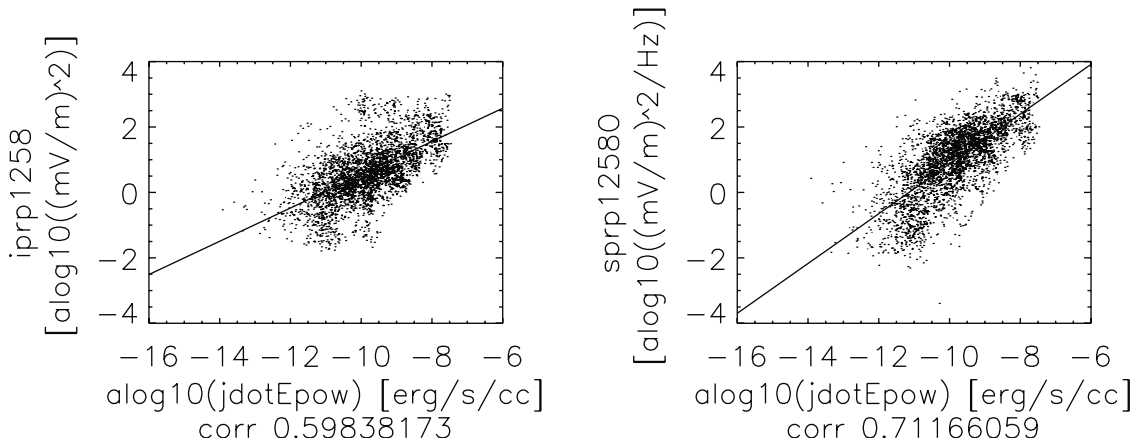 iprp1258
[alog10((mV/m)^2)]
4
2
0
−2
−4
−16 −14 −12 −10 −8 −6
alog10(jdotEpow) [erg/s/cc]
corr 0.59838173
sprp12580
[alog10((mV/m)^2/Hz)]
4
2
0
−2
−4
−16 −14 −12 −10 −8 −6
alog10(jdotEpow) [erg/s/cc]
corr 0.71166059